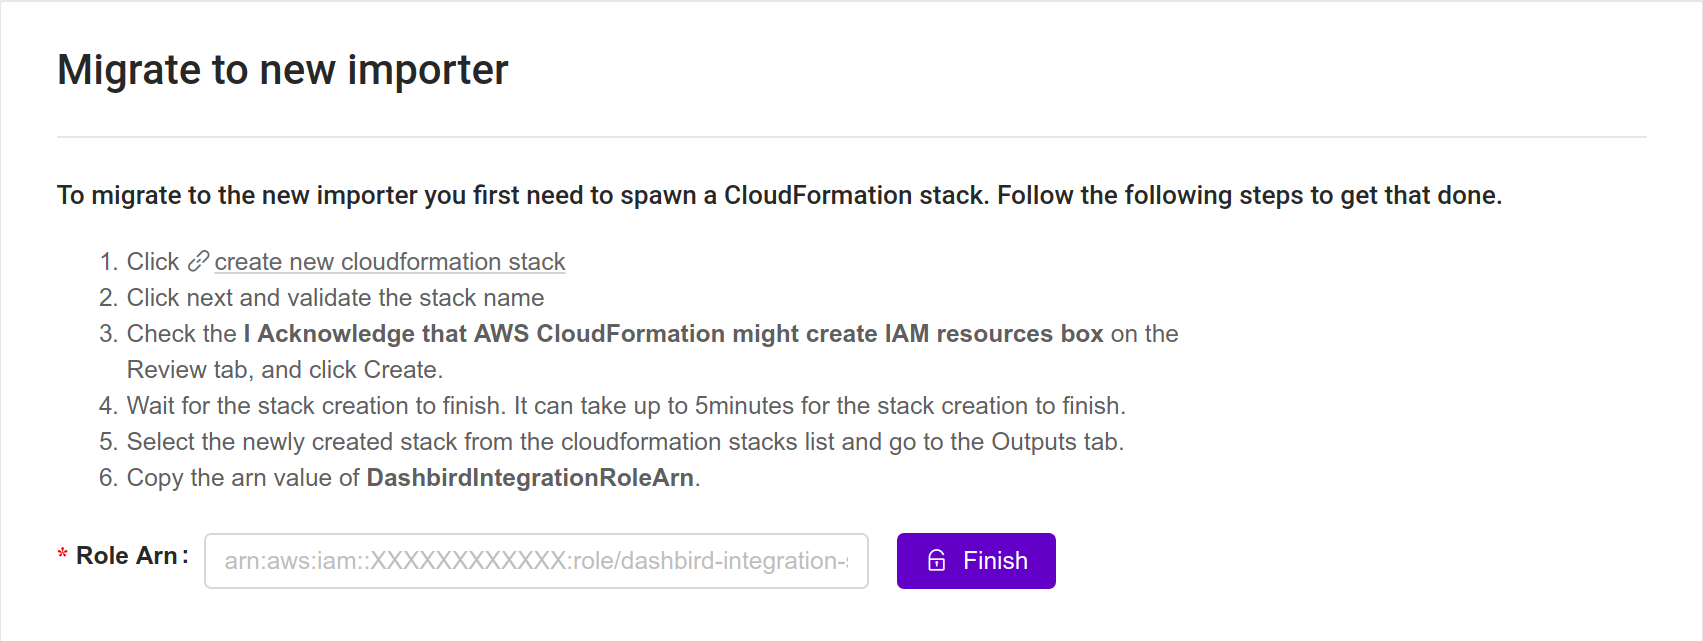 Migrate to new importer
To migrate to the new importer you first need to spawn a CloudFormation stack. Follow the following steps to get that done.
1. Click create new cloudformation stack
2. Click next and validate the stack name
3. Check the I Acknowledge that AWS CloudFormation might create IAM resources box on the
Review tab, and click Create.
4. Wait for the stack creation to finish. It can take up to 5minutes for the stack creation to finish.
5. Select the newly created stack from the cloudformation stacks list and go to the Outputs tab.
6. Copy the arn value of DashbirdIntegrationRoleArn.
* Role Arn: arn:aws:iam::XXXXXXXXXXXX:role/dashbird-integration- Finish